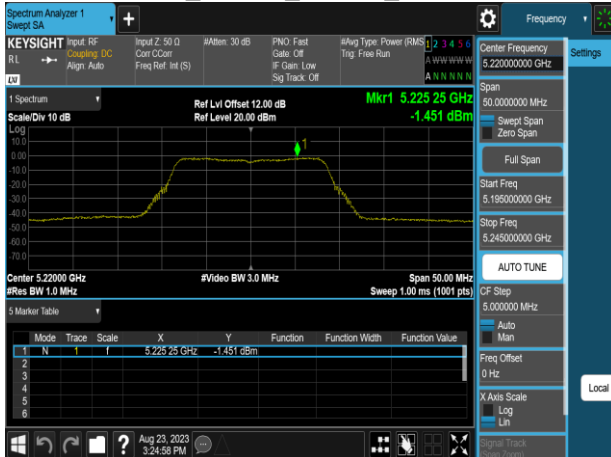 Spectrum Analyzer 1
Swept SA
+
Frequency
KEYSIGHT
RL
Input: RF
Coupling: DC
Align: Auto
Input Z: 50 Ω
Corr CCorr
Freq Ref: Int (S)
#Atten: 30 dB
PNO: Fast
Gate: Off
IF Gain: Low
Sig Track: Off
#Avg Type: Power (RMS
Trig: Free Run
1 2 3 4 5 6
A W W W W W
A N N N N N
LXI
1 Spectrum
Scale/Div 10 dB
Ref Lvl Offset 12.00 dB
Ref Level 20.00 dBm
Mkr1 5.225 25 GHz
-1.451 dBm
Log
10.0
0.00
-10.0
-20.0
-30.0
-40.0
-50.0
-60.0
-70.0
1
Center 5.22000 GHz
#Res BW 1.0 MHz
#Video BW 3.0 MHz
Span 50.00 MHz
Sweep 1.00 ms (1001 pts)
5 Marker Table
Mode Trace Scale X Y Function Function Width Function Value
1 N 1 f 5.225 25 GHz -1.451 dBm
2
3
4
5
6
Center Frequency
5.220000000 GHz
Settings
Span
50.0000000 MHz
Swept Span
Zero Span
Full Span
Start Freq
5.195000000 GHz
Stop Freq
5.245000000 GHz
AUTO TUNE
CF Step
5.000000 MHz
Auto
Man
Freq Offset
0 Hz
X Axis Scale
Log
Lin
Local
Signal Track
(Span Zoom)
?
Aug 23, 2023
3:24:58 PM